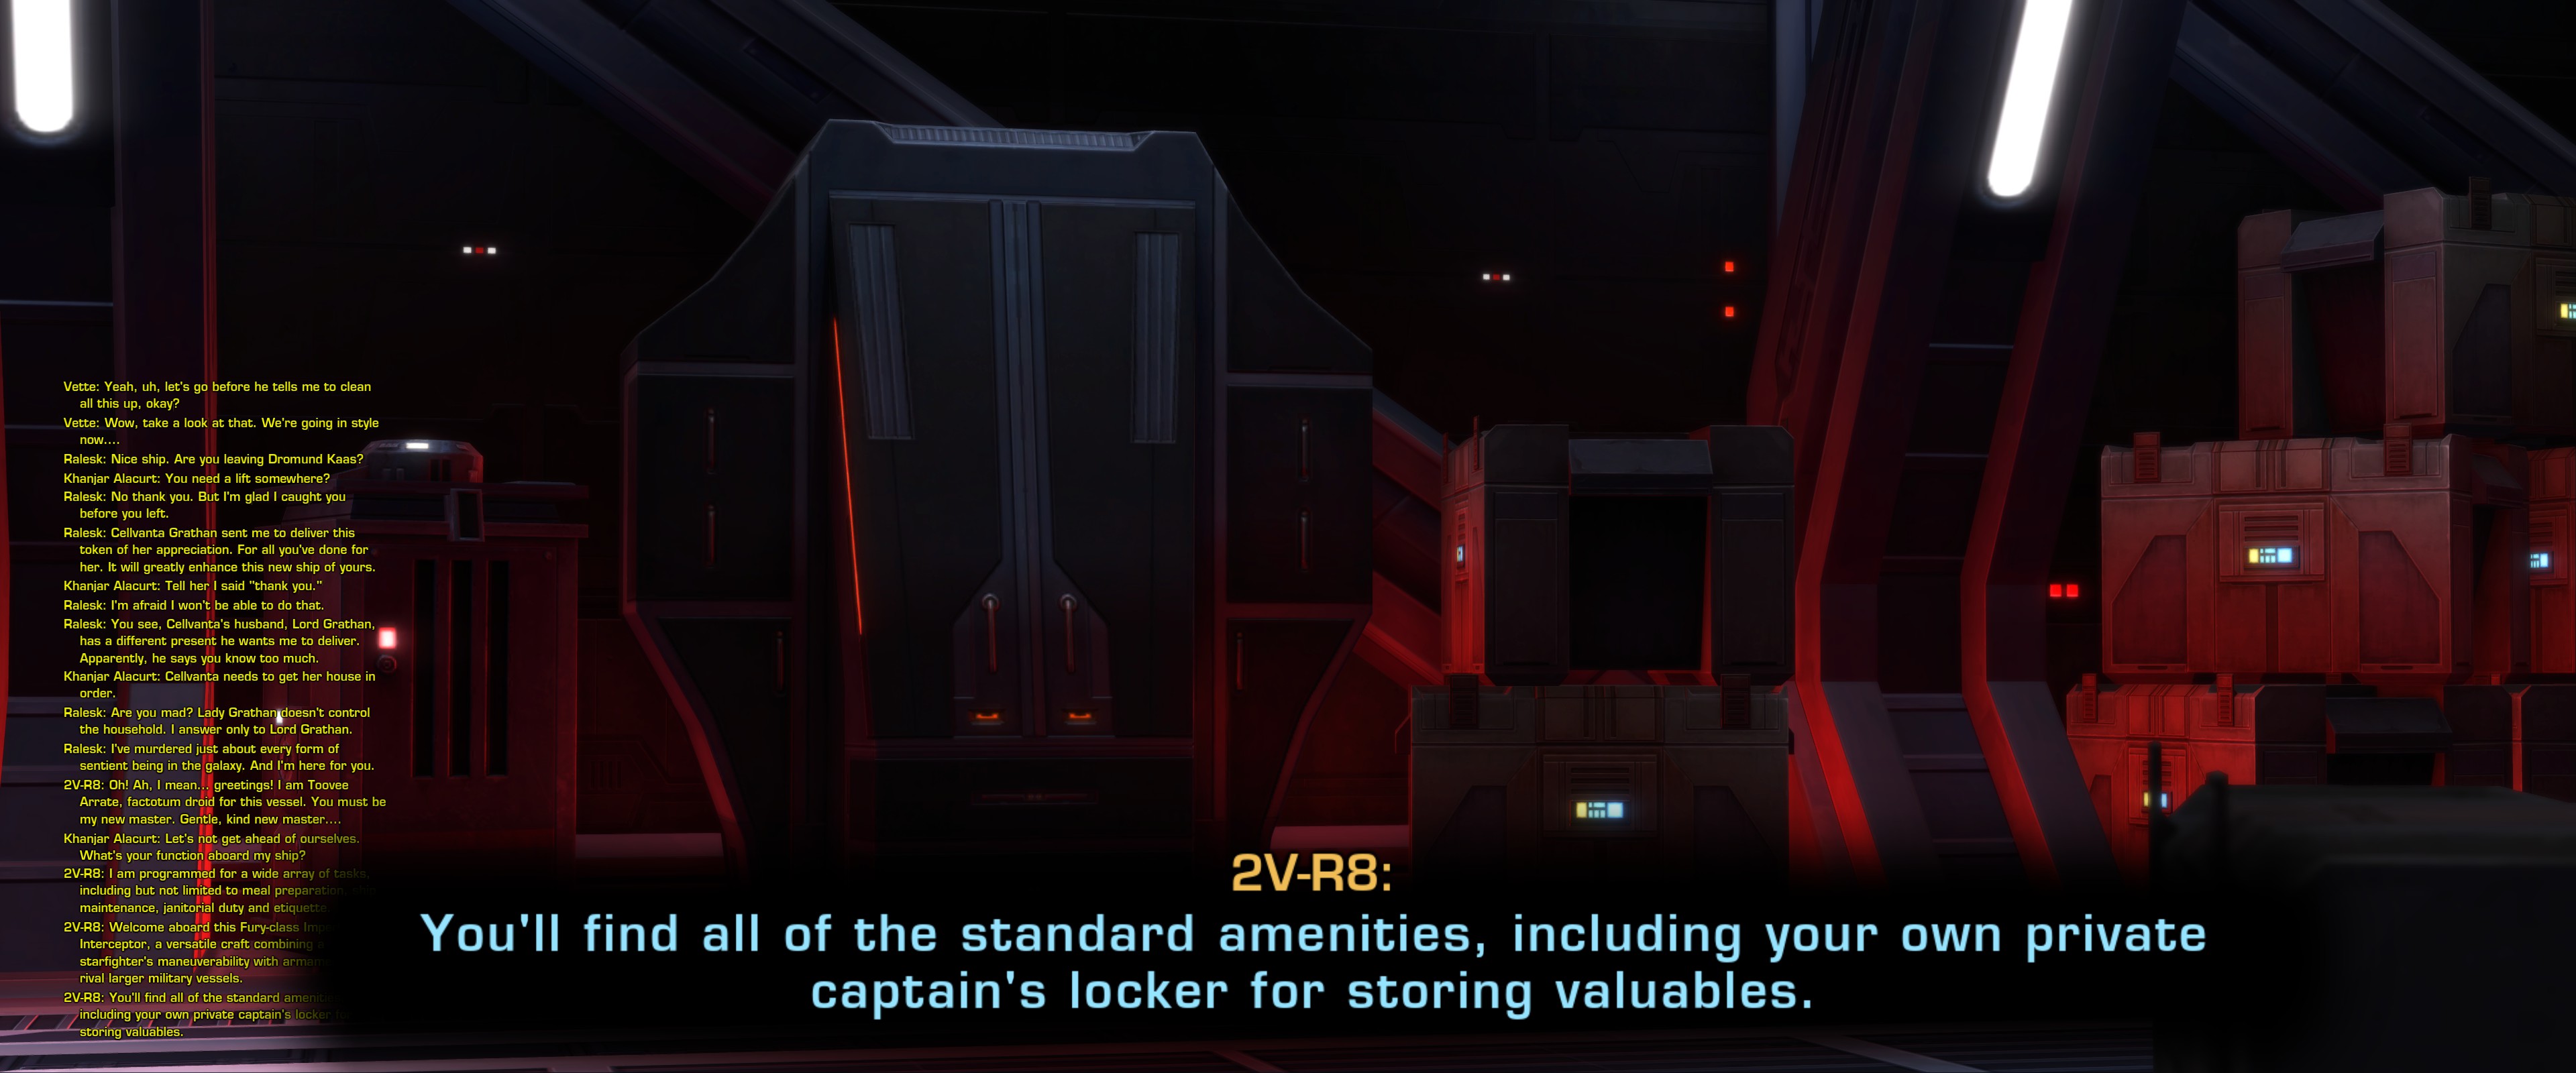 Vette: Yeah, uh, let's go before he tells me to clean
all this up, okay?
Vette: Wow, take a look at that. We're going in style
now....
Ralesk: Nice ship. Are you leaving Dromund Kaas?
Khanjar Alacurt: You need a lift somewhere?
Ralesk: No thank you. But I'm glad I caught you
before you left.
Ralesk: Cellvanta Grathan sent me to deliver this
token of her appreciation. For all you've done for
her. It will greatly enhance this new ship of yours.
Khanjar Alacurt: Tell her I said "thank you."
Ralesk: I'm afraid I won't be able to do that.
Ralesk: You see, Cellvanta's husband, Lord Grathan,
has a different present he wants me to deliver.
Apparently, he says you know too much.
Khanjar Alacurt: Cellvanta needs to get her house in
order.
Ralesk: Are you mad? Lady Grathan doesn't control
the household. I answer only to Lord Grathan.
Ralesk: I've murdered just about every form of
sentient being in the galaxy. And I'm here for you.
2V-R8: Oh! Ah, I mean... greetings! I am Toovee
Arrate, factotum droid for this vessel. You must be
my new master. Gentle, kind new master....
Khanjar Alacurt: Let's not get ahead of ourselves.
What's your function aboard my ship?
2V-R8: I am programmed for a wide array of tasks,
including but not limited to meal preparation, ship
maintenance, janitorial duty and etiquette.
2V-R8: Welcome aboard this Fury-class
Interceptor, a versatile craft combining a
starfighter's maneuverability with
rival larger military vessels.
2V-R8: You'll find all of the standard
including your own private captain's locker
storing valuables.
2V-R8:
You'll find all of the standard amenities, including your own private
captain's locker for storing valuables.